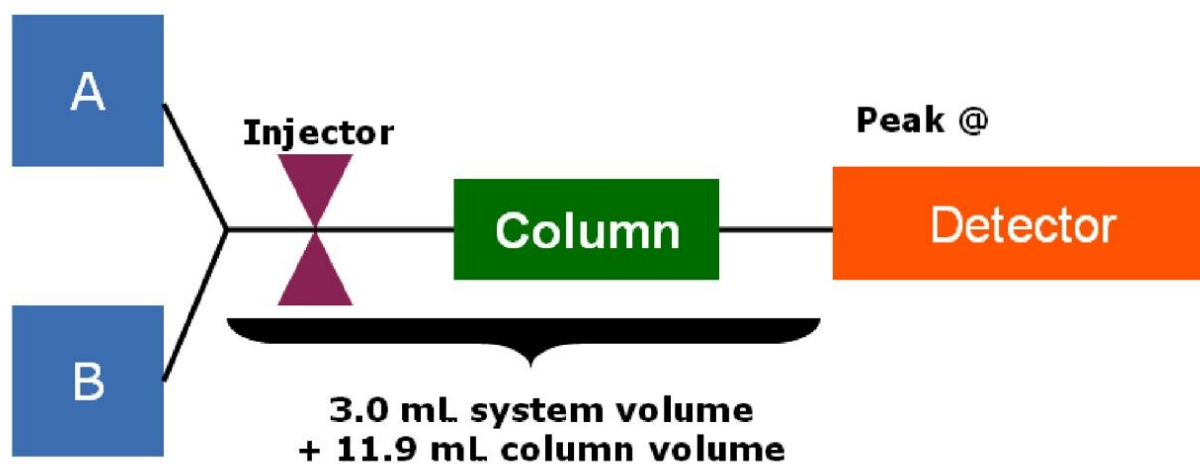 A
Injector
Peak @
Column
Detector
B
3.0 mL system volume
+ 11.9 mL column volume